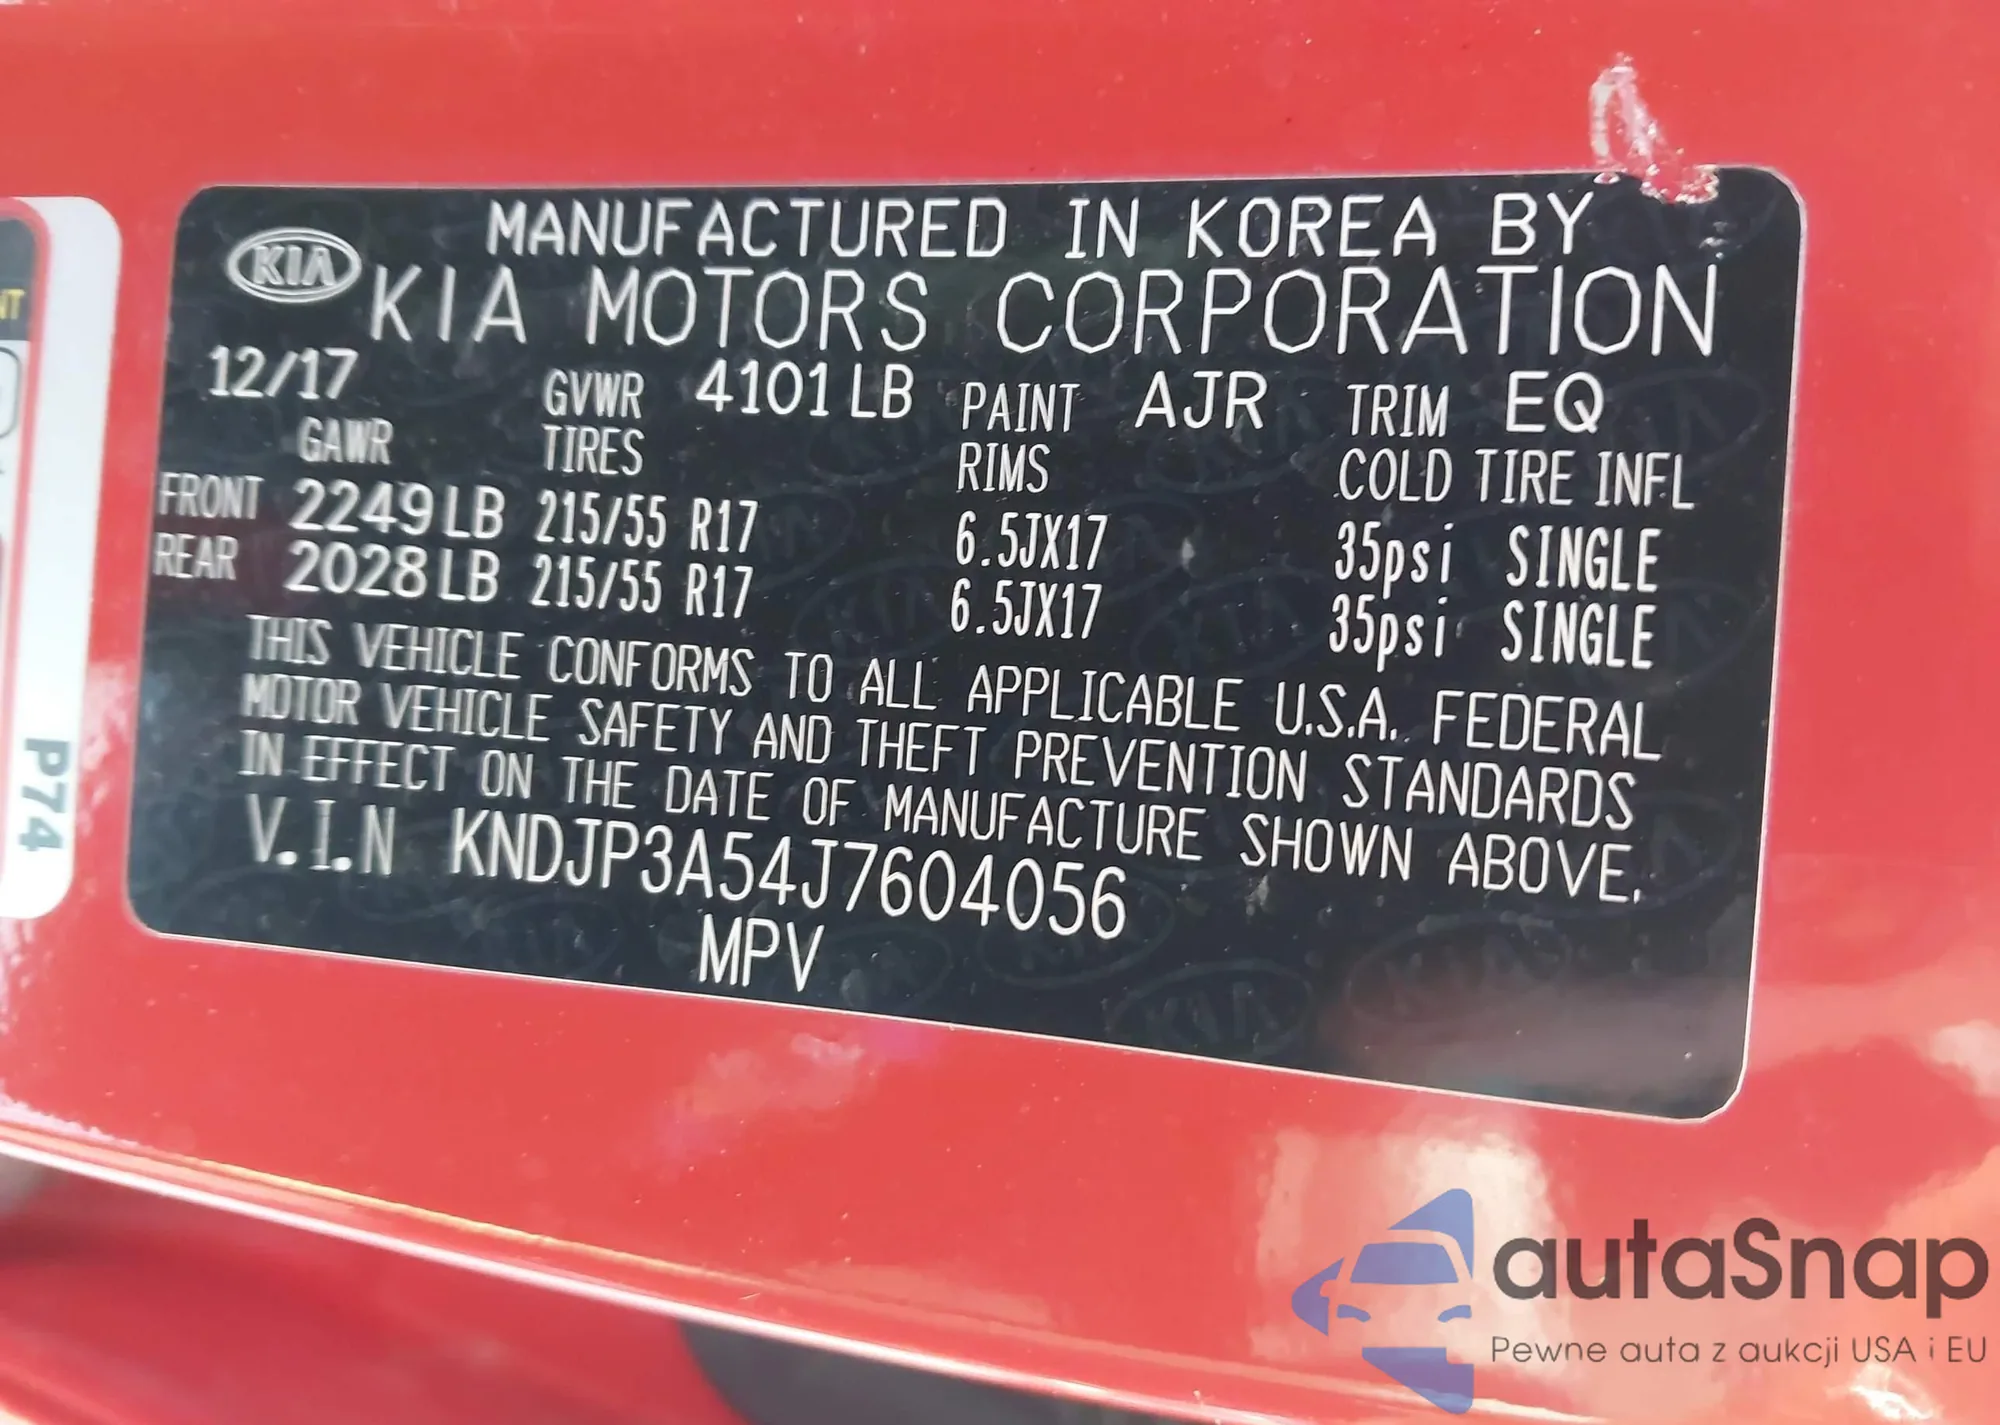 MANUFACTURED IN KOREA BY
KIA
KIA MOTORS CORPORATION
12/17 GVWR 4101 LB PAINT AJR TRIM EQ
GAWR TIRES RIMS COLD TIRE INFL
FRONT 2249 LB 215/55 R17 6.5JX17 35psi SINGLE
REAR 2028 LB 215/55 R17 6.5JX17 35psi SINGLE
THIS VEHICLE CONFORMS TO ALL APPLICABLE U.S.A. FEDERAL
MOTOR VEHICLE SAFETY AND THEFT PREVENTION STANDARDS
IN EFFECT ON THE DATE OF MANUFACTURE SHOWN ABOVE.
V.I.N KNDJP3A54J7604056
MPV
P74
autaSnap
Pewne auta z aukcji USA i EU